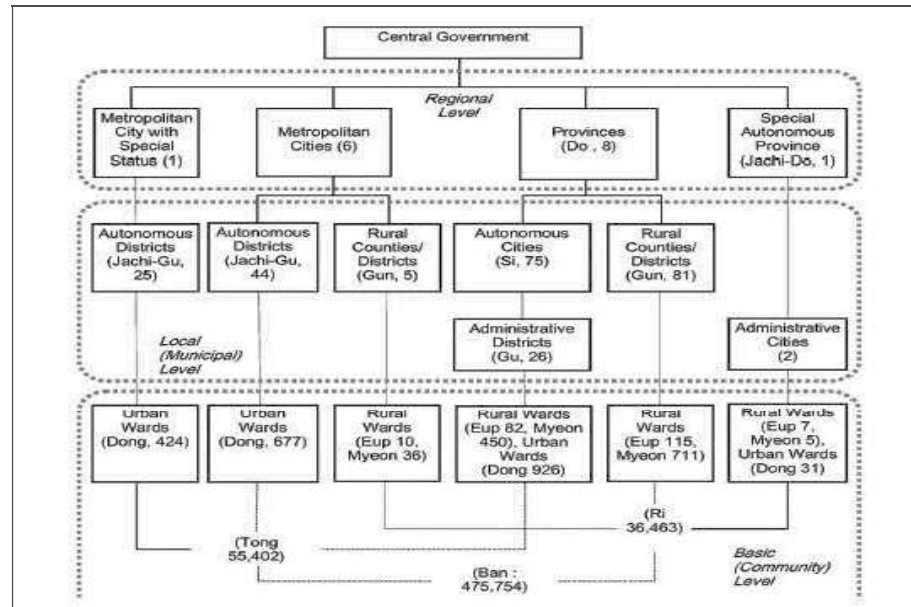 Central Government
Regional
Level
Metropolitan
City with
Special
Status (1)
Metropolitan
Cities (6)
Provinces
(Do , 8)
Special
Autonomous
Province
(Jachi-Do, 1)
Autonomous
Districts
(Jachi-Gu,
25)
Autonomous
Districts
(Jachi-Gu,
44)
Rural
Counties/
Districts
(Gun, 5)
Autonomous
Cities
(Si, 75)
Rural
Counties/
Districts
(Gun, 81)
Local
(Municipal)
Level
Administrative
Districts
(Gu, 26)
Administrative
Cities
(2)
Urban
Wards
(Dong, 424)
Urban
Wards
(Dong, 677)
Rural
Wards
(Eup 10,
Myeon 36)
Rural Wards
(Eup 82, Myeon
450), Urban
Wards
(Dong 926)
Rural
Wards
(Eup 115,
Myeon 711)
Rural Wards
(Eup 7,
Myeon 5),
Urban Wards
(Dong 31)
(Ri
36,463)
(Tong
55,402)
(Ban :
475,754)
Basic
(Community)
Level